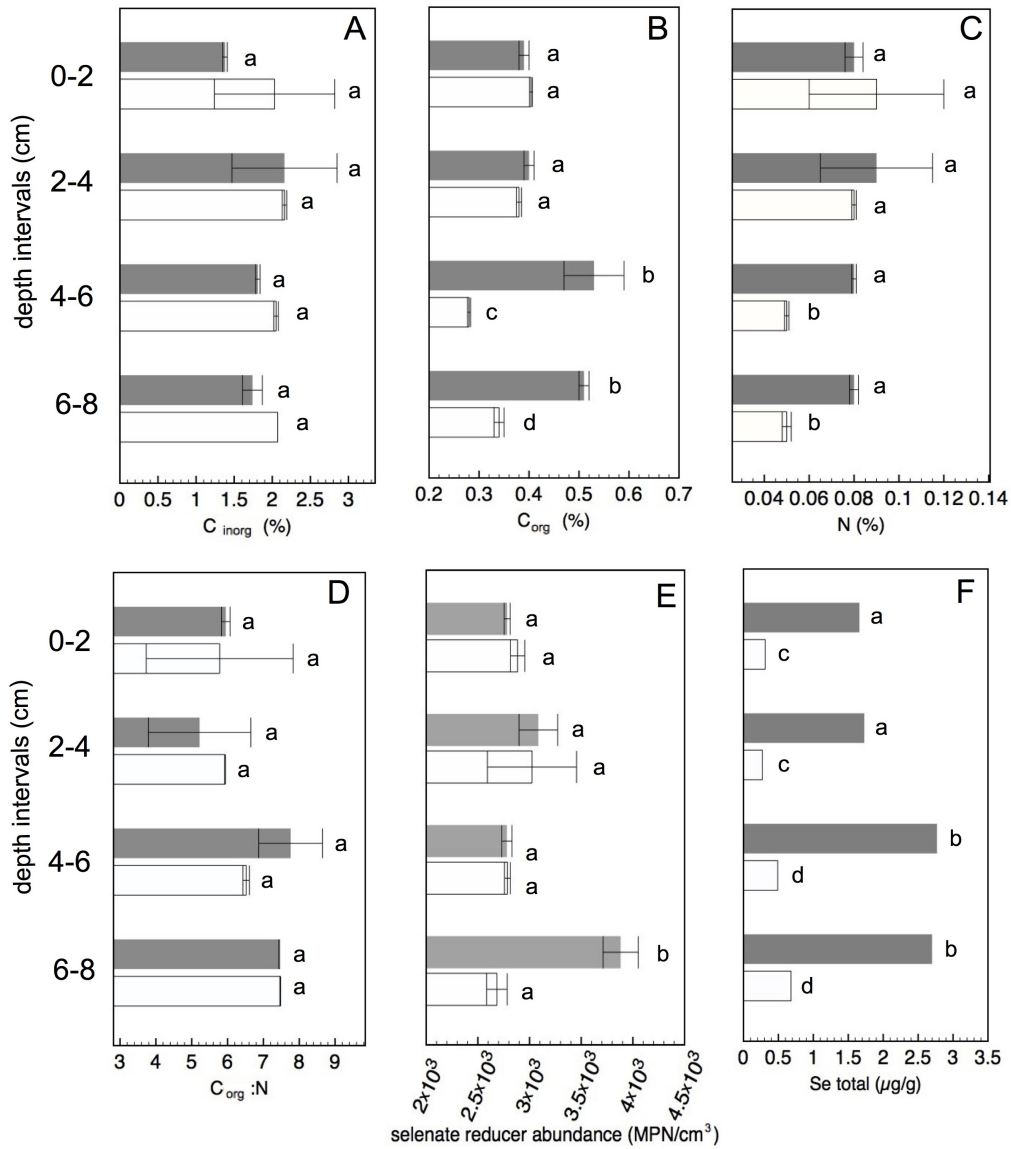 A
B
C
depth intervals (cm)
0-2
a
a
a
a
a
a
2-4
a
a
a
a
a
a
4-6
a
b
a
a
c
b
6-8
a
b
a
a
d
b
0 0.5 1 1.5 2 2.5 3
0.2 0.3 0.4 0.5 0.6 0.7
0.04 0.06 0.08 0.1 0.12 0.14
C inorg (%)
Corg (%)
N (%)
D
E
F
depth intervals (cm)
0-2
a
a
a
a
a
c
2-4
a
a
a
a
a
c
4-6
a
a
b
a
a
d
6-8
a
b
b
a
a
d
3 4 5 6 7 8 9
2x10³ 2.5x10³ 3x10³ 3.5x10³ 4x10³ 4.5x10³
0 0.5 1 1.5 2 2.5 3 3.5
C org :N
selenate reducer abundance (MPN/cm³)
Se total (µg/g)